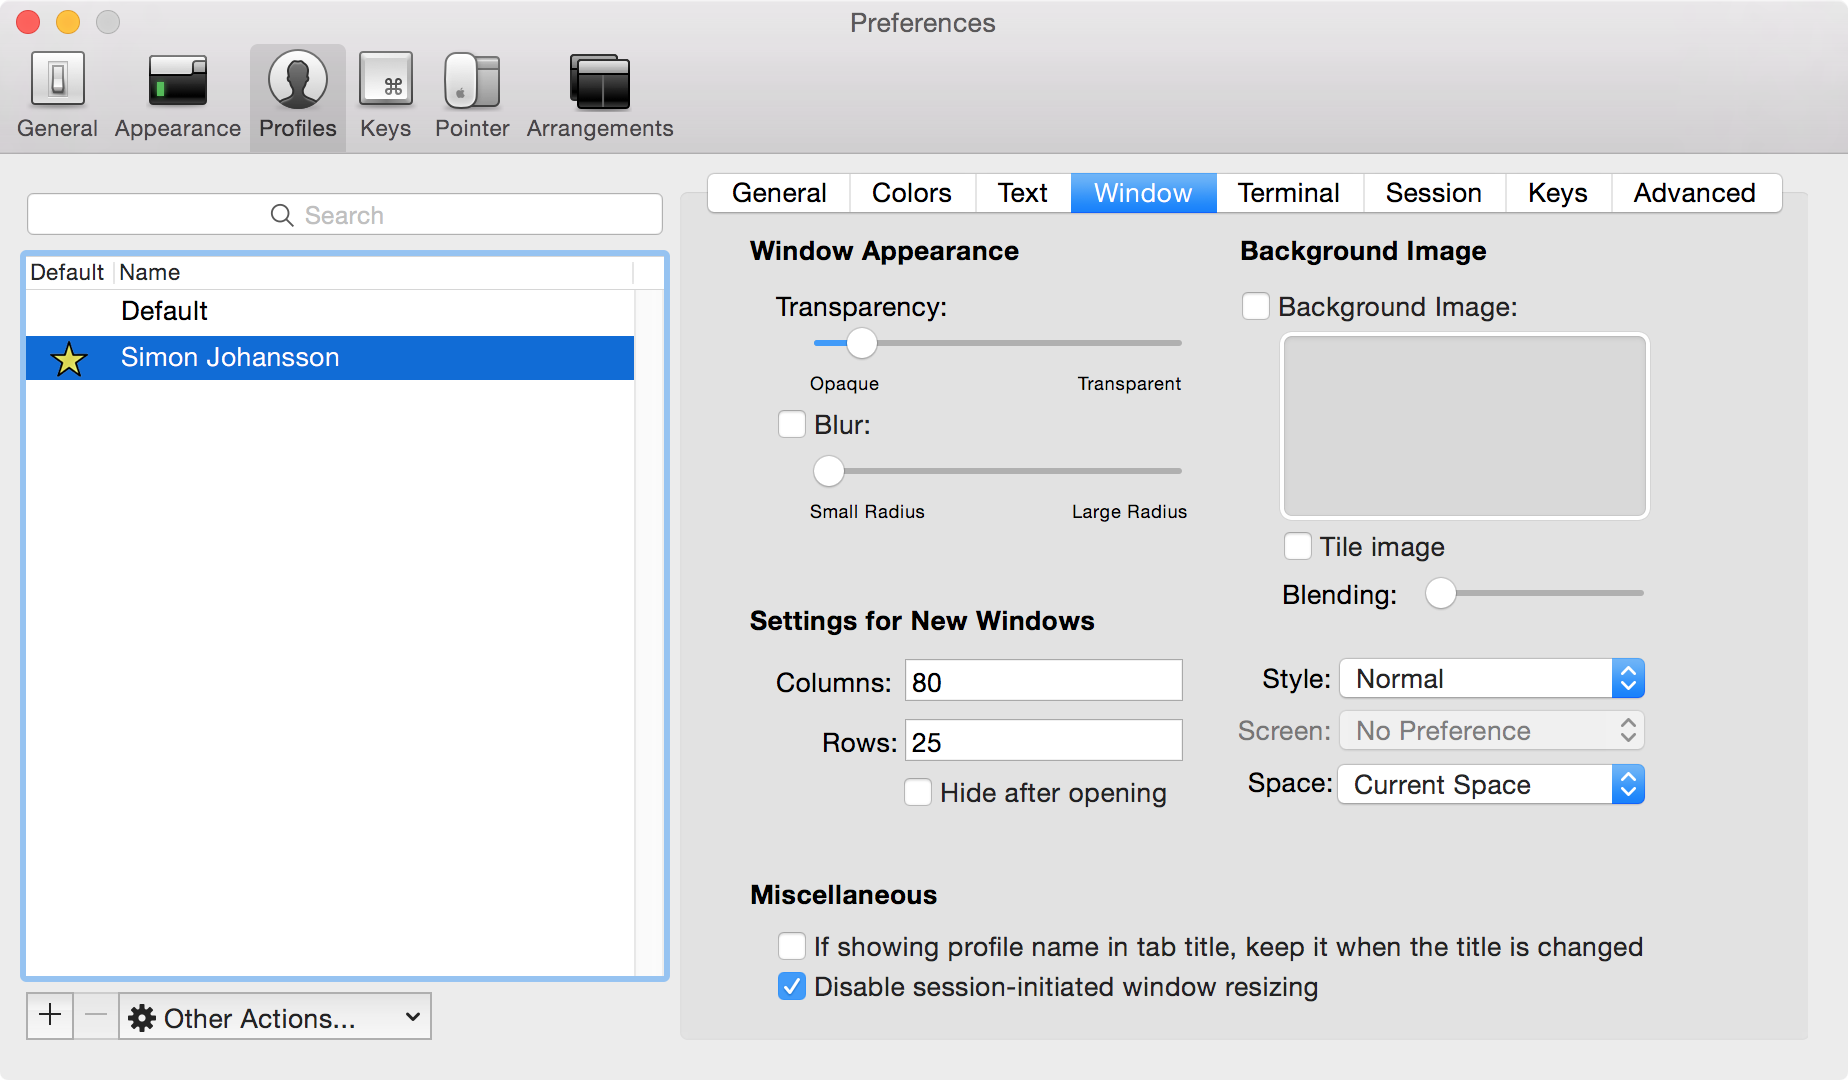 Preferences
General Appearance Profiles Keys Pointer Arrangements
Search
Default Name
Default
Simon Johansson
Other Actions...
General Colors Text Window Terminal Session Keys Advanced
Window Appearance
Transparency:
Opaque Transparent
Blur:
Small Radius Large Radius
Background Image
Background Image:
Tile image
Blending:
Settings for New Windows
Columns: 80
Rows: 25
Hide after opening
Style: Normal
Screen: No Preference
Space: Current Space
Miscellaneous
If showing profile name in tab title, keep it when the title is changed
Disable session-initiated window resizing